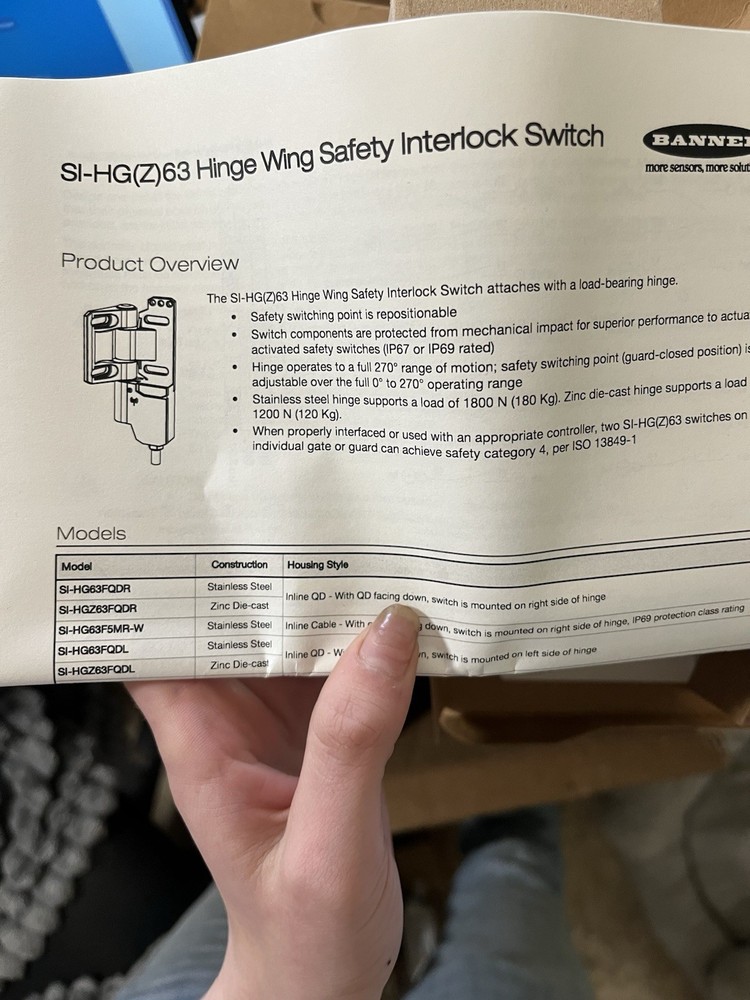 SI-HG(Z)63 Hinge Wing Safety Interlock Switch
BANNE
more sensors, more
Product Overview
The SI-HG(Z)63 Hinge Wing Safety Interlock Switch attaches with a load-bearing hinge.
• Safety switching point is repositionable
• Switch components are protected from mechanical impact for superior performance to
activated safety switches (IP67 or IP69 rated)
• Hinge operates to a full 270° range of motion; safety switching point (guard-closed position)
adjustable over the full 0° to 270° operating range
• Stainless steel hinge supports a load of 1800 N (180 Kg). Zinc die-cast hinge supports a load
1200 N (120 Kg).
• When properly interfaced or used with an appropriate controller, two SI-HG(Z)63 switches on
individual gate or guard can achieve safety category 4, per ISO 13849-1
Models
Model Construction Housing Style
SI-HG63FQDR Stainless Steel
Inline QD - With QD facing down, switch is mounted on right side of hinge
SI-HGZ63FQDR Zinc Die-cast
SI-HG63F5MR-W Stainless Steel Inline Cable - With down, switch is mounted on right side of hinge, IP69 protection class rating
SI-HG63FQDL Stainless Steel
Inline QD - switch is mounted on left side of hinge
SI-HGZ63FQDL Zinc Die-cast